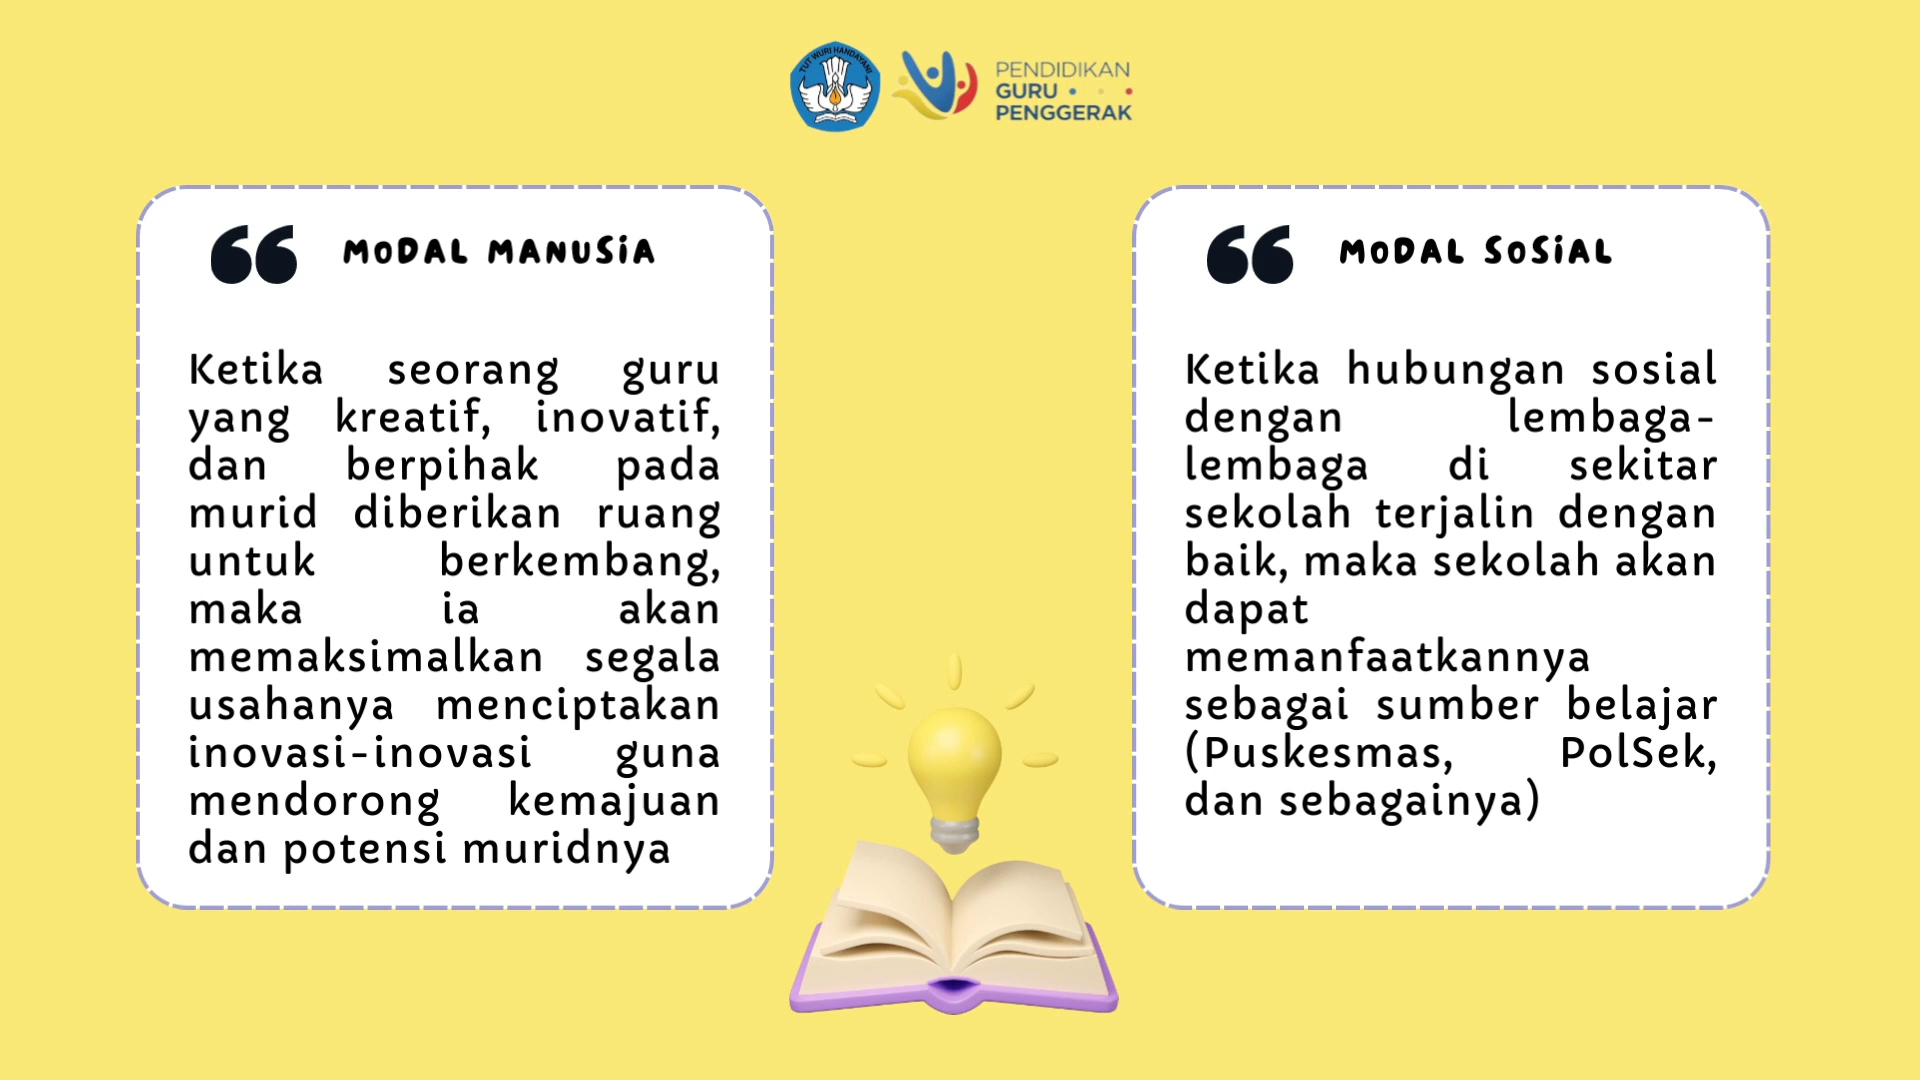 TUT WURI HANDAYANI
PENDIDIKAN
GURU
PENGGERAK
MODAL MANUSiA
Ketika seorang guru
yang kreatif, inovatif,
dan berpihak pada
murid diberikan ruang
untuk berkembang,
maka ia akan
memaksimalkan segala
usahanya menciptakan
inovasi-inovasi guna
mendorong kemajuan
dan potensi muridnya
MODAL SOSiAL
Ketika hubungan sosial
dengan lembaga-
lembaga di sekitar
sekolah terjalin dengan
baik, maka sekolah akan
dapat
memanfaatkannya
sebagai sumber belajar
(Puskesmas, PolSek,
dan sebagainya)